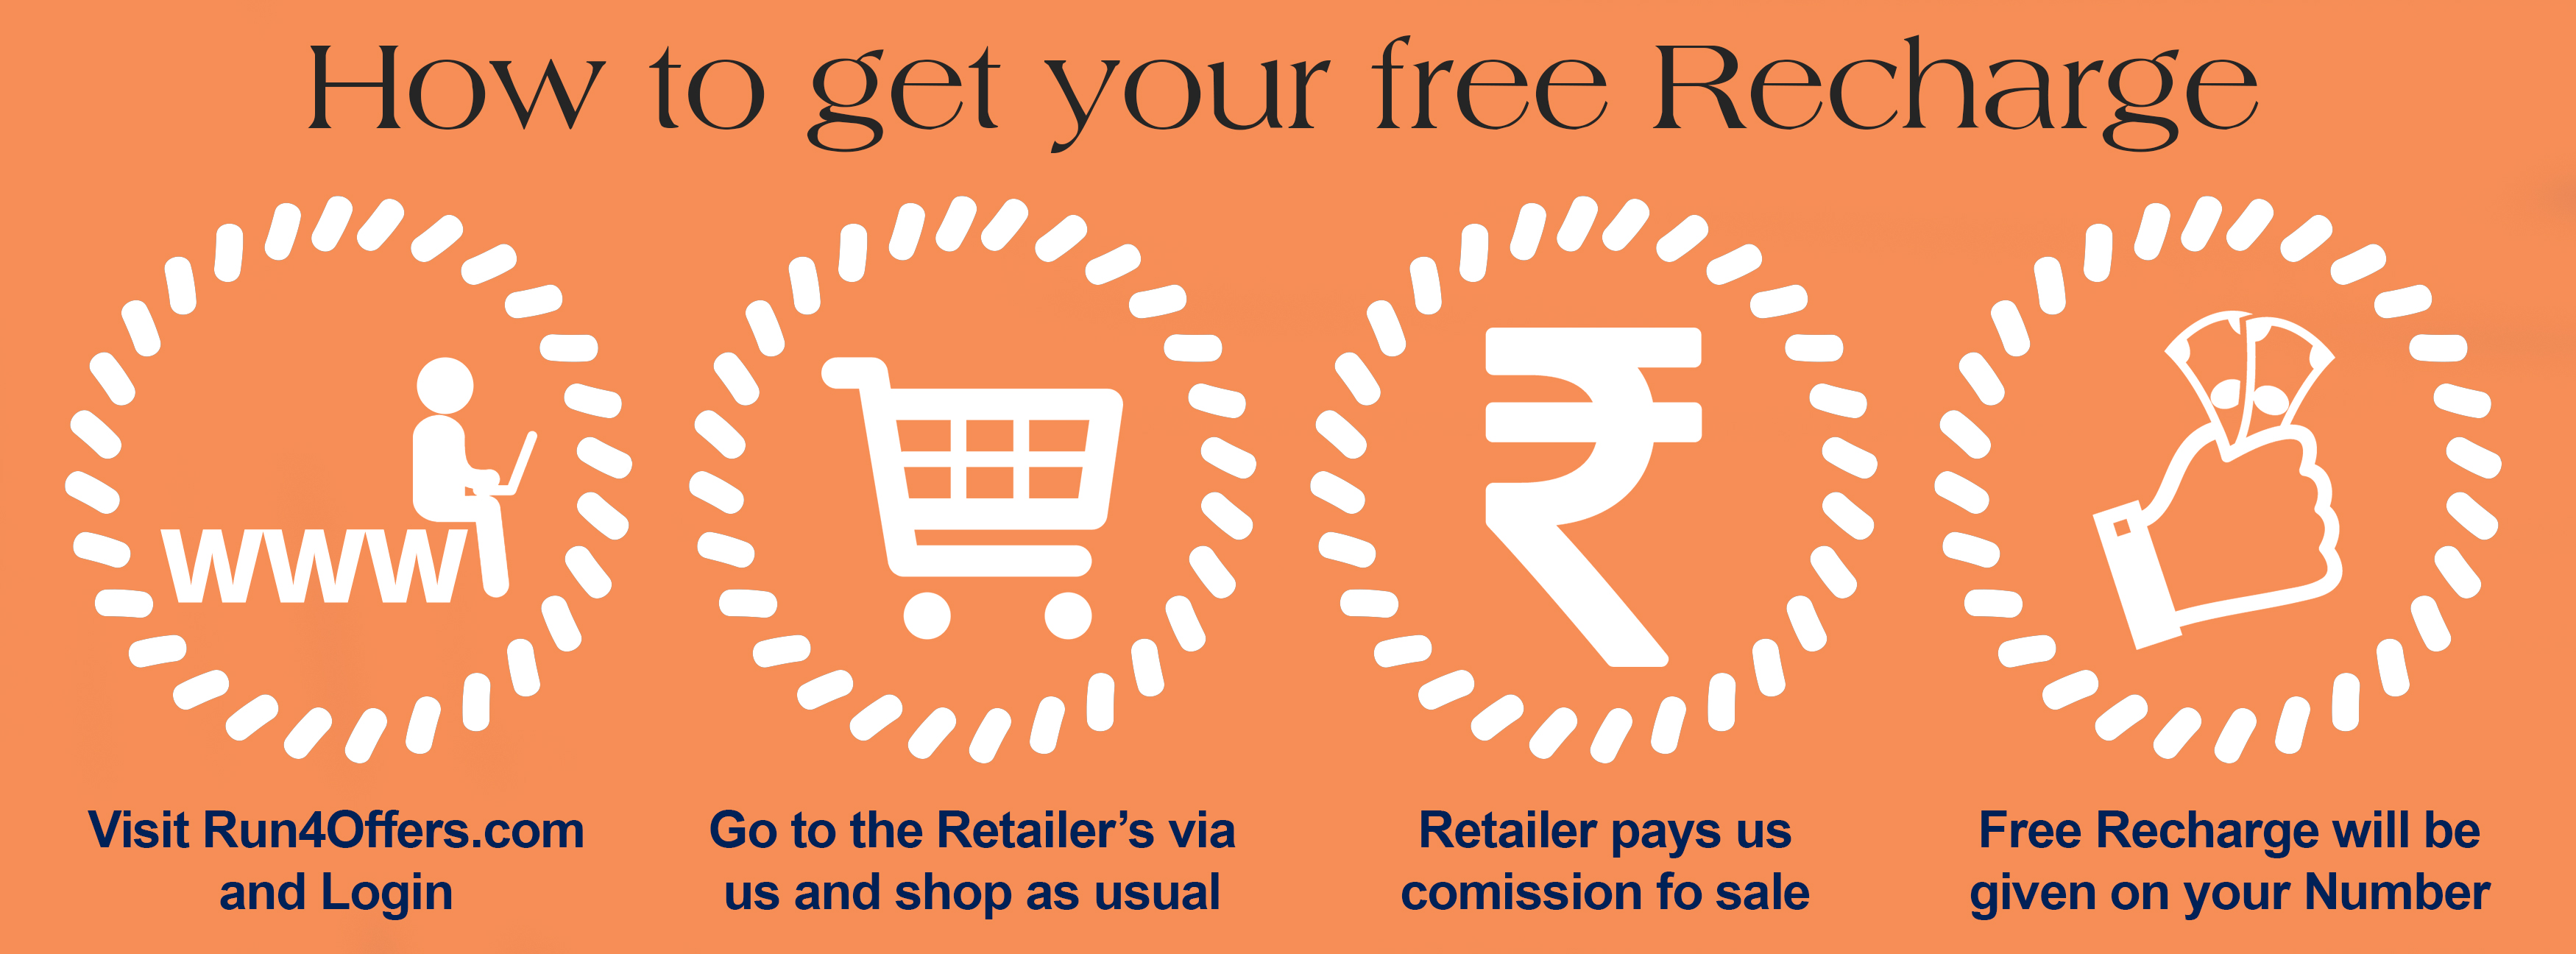 How to get your free Recharge
www
Visit Run4Offers.com
and Login
Go to the Retailer’s via
us and shop as usual
₹
Retailer pays us
comission fo sale
Free Recharge will be
given on your Number